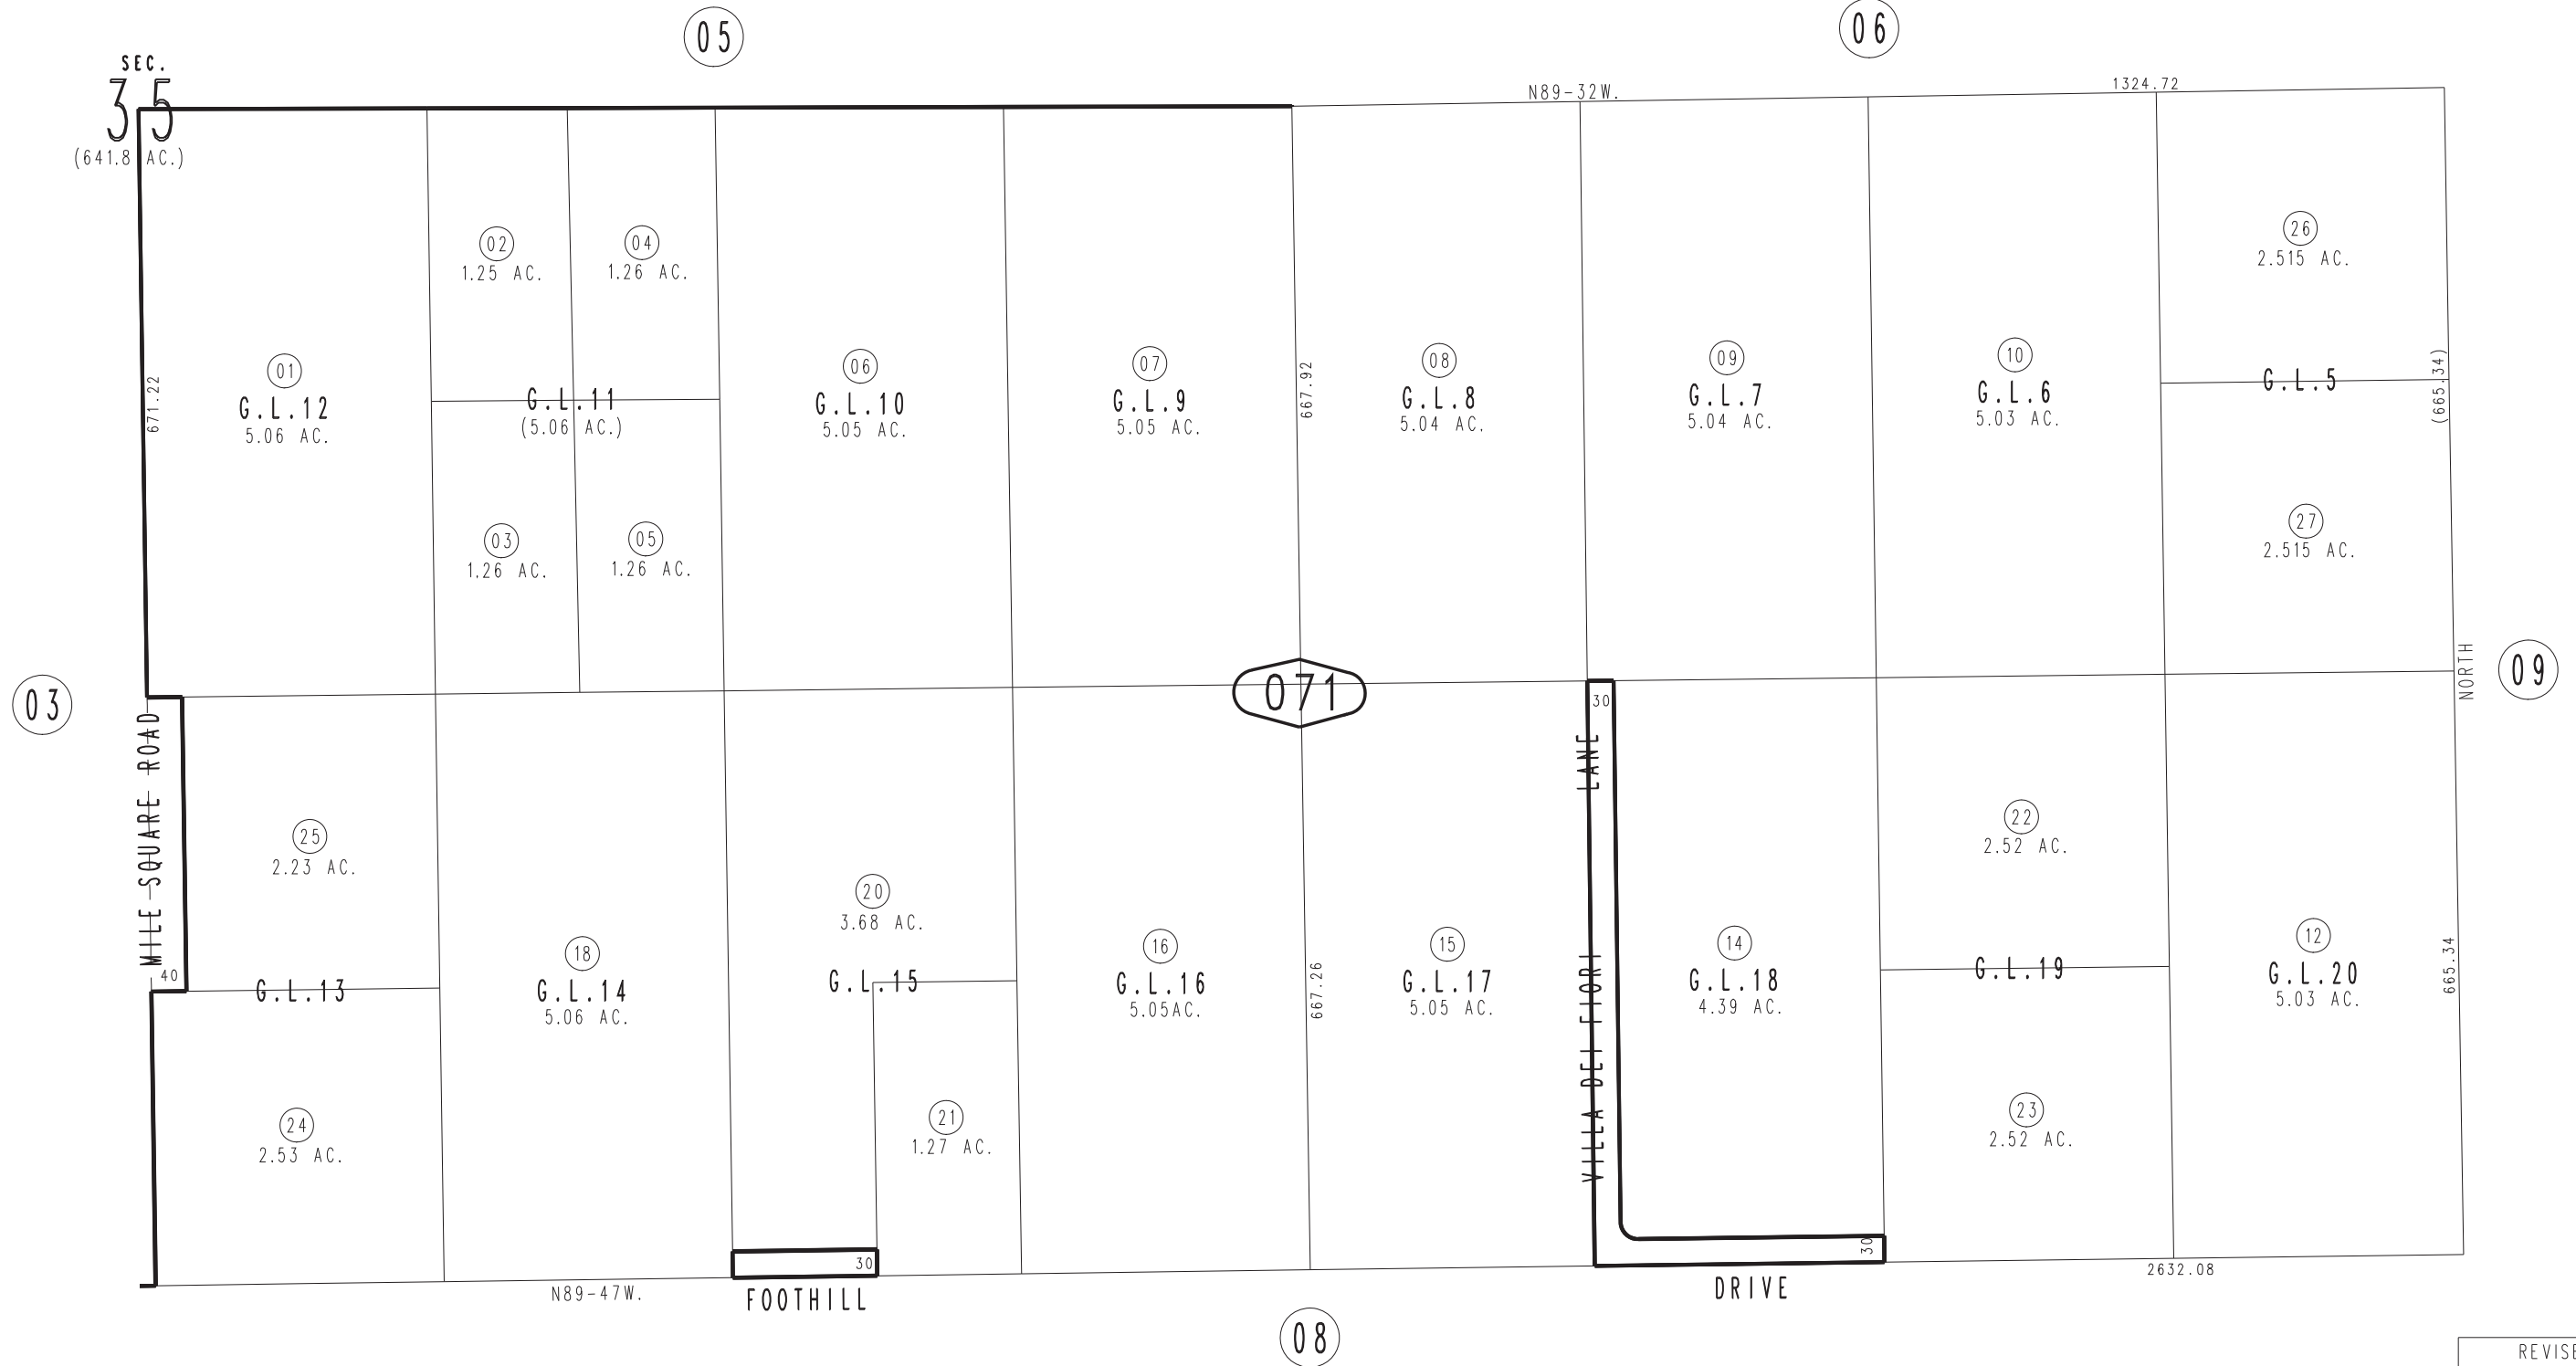 05
06
SEC.
35
(641.8 AC.)
N89-32W.
1324.72
671.22
01
G.L.12
5.06 AC.
02
1.25 AC.
04
1.26 AC.
G.L.11
(5.06 AC.)
03
1.26 AC.
05
1.26 AC.
06
G.L.10
5.05 AC.
07
G.L.9
5.05 AC.
667.92
08
G.L.8
5.04 AC.
09
G.L.7
5.04 AC.
10
G.L.6
5.03 AC.
26
2.515 AC.
G.L.5
(665.34)
27
2.515 AC.
03
071
NORTH
09
MILE SQUARE ROAD
40
25
2.23 AC.
G.L.13
24
2.53 AC.
18
G.L.14
5.06 AC.
20
3.68 AC.
G.L.15
21
1.27 AC.
30
16
G.L.16
5.05AC.
667.26
15
G.L.17
5.05 AC.
30
VILLA DEI FIORI LANE
14
G.L.18
4.39 AC.
30
22
2.52 AC.
G.L.19
23
2.52 AC.
12
G.L.20
5.03 AC.
665.34
N89-47W.
FOOTHILL
DRIVE
2632.08
08